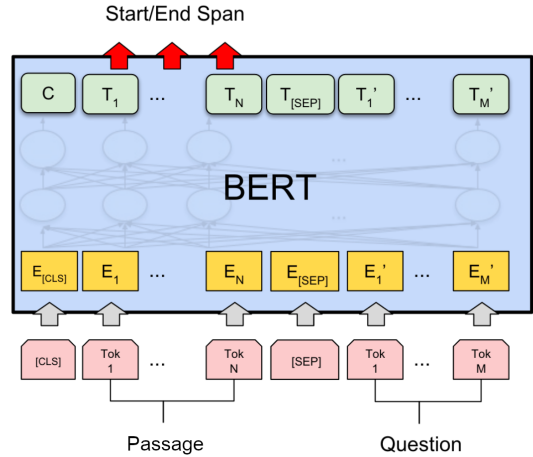 Start/End Span
C T1 ... TN T[SEP] T1' ... TM'
...
BERT
...
E[CLS] E1 ... EN E[SEP] E1' ... EM'
[CLS] Tok 1 ... Tok N [SEP] Tok 1 ... Tok M
Passage Question